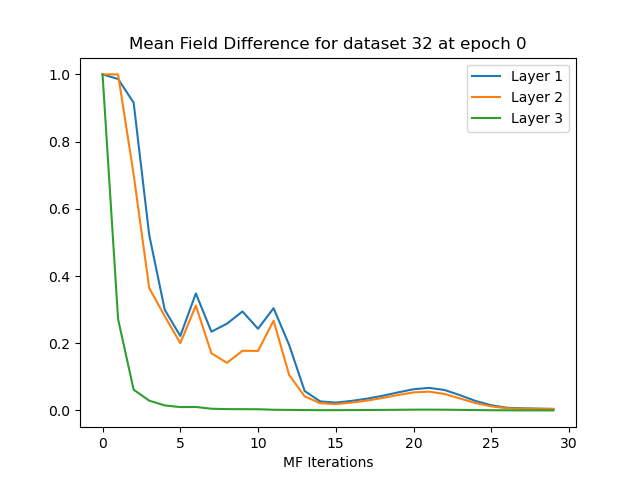 Mean Field Difference for dataset 32 at epoch 0
Layer 1
Layer 2
Layer 3
1.0
0.8
0.6
0.4
0.2
0.0
0 5 10 15 20 25 30
MF Iterations